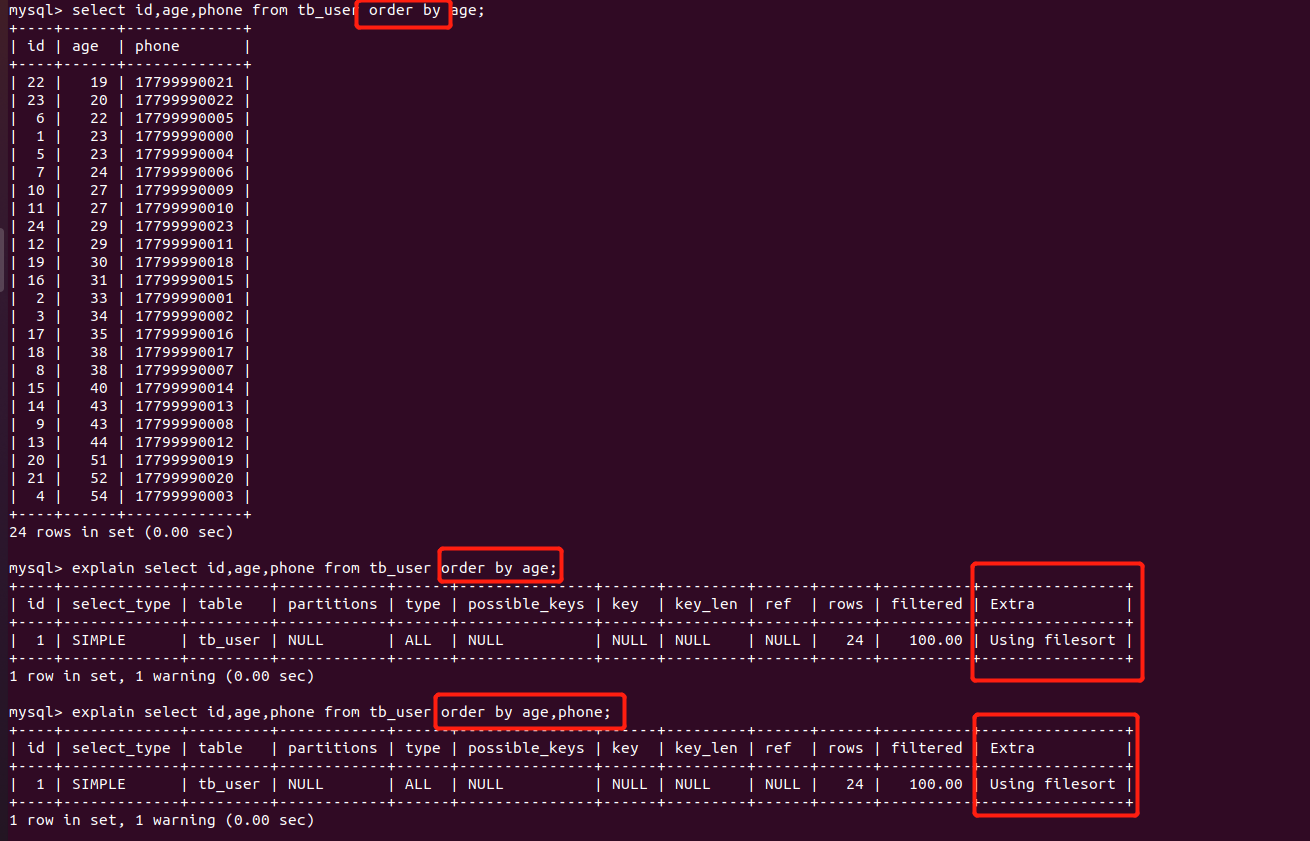 mysql> select id,age,phone from tb_user order by age;
+----+------+-------------+
| id | age  | phone       |
+----+------+-------------+
| 22 |   19 | 17799990021 |
| 23 |   20 | 17799990022 |
|  6 |   22 | 17799990005 |
|  1 |   23 | 17799990000 |
|  5 |   23 | 17799990004 |
|  7 |   24 | 17799990006 |
| 10 |   27 | 17799990009 |
| 11 |   27 | 17799990010 |
| 24 |   29 | 17799990023 |
| 12 |   29 | 17799990011 |
| 19 |   30 | 17799990018 |
| 16 |   31 | 17799990015 |
|  2 |   33 | 17799990001 |
|  3 |   34 | 17799990002 |
| 17 |   35 | 17799990016 |
| 18 |   38 | 17799990017 |
|  8 |   38 | 17799990007 |
| 15 |   40 | 17799990014 |
| 14 |   43 | 17799990013 |
|  9 |   43 | 17799990008 |
| 13 |   44 | 17799990012 |
| 20 |   51 | 17799990019 |
| 21 |   52 | 17799990020 |
|  4 |   54 | 17799990003 |
+----+------+-------------+
24 rows in set (0.00 sec)
mysql> explain select id,age,phone from tb_user order by age;
+----+-------------+---------+------------+------+---------------+------+---------+------+------+----------+----------------+
| id | select_type | table   | partitions | type | possible_keys | key  | key_len | ref  | rows | filtered | Extra          |
+----+-------------+---------+------------+------+---------------+------+---------+------+------+----------+----------------+
|  1 | SIMPLE      | tb_user | NULL       | ALL  | NULL          | NULL | NULL    | NULL |   24 |   100.00 | Using filesort |
+----+-------------+---------+------------+------+---------------+------+---------+------+------+----------+----------------+
1 row in set, 1 warning (0.00 sec)
mysql> explain select id,age,phone from tb_user order by age,phone;
+----+-------------+---------+------------+------+---------------+------+---------+------+------+----------+----------------+
| id | select_type | table   | partitions | type | possible_keys | key  | key_len | ref  | rows | filtered | Extra          |
+----+-------------+---------+------------+------+---------------+------+---------+------+------+----------+----------------+
|  1 | SIMPLE      | tb_user | NULL       | ALL  | NULL          | NULL | NULL    | NULL |   24 |   100.00 | Using filesort |
+----+-------------+---------+------------+------+---------------+------+---------+------+------+----------+----------------+
1 row in set, 1 warning (0.00 sec)